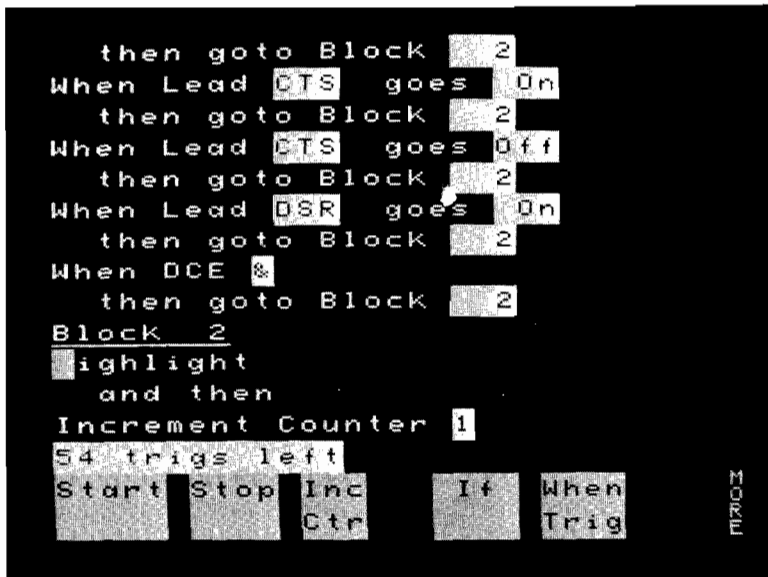 then goto Block 2
When Lead CTS goes On
then goto Block 2
When Lead CTS goes Off
then goto Block 2
When Lead DSR goes On
then goto Block 2
When DCE &
then goto Block 2
Block 2
ighlight
and then
Increment Counter 1
54 trigs left
Start Stop Inc If When
Ctr Trig
MORE